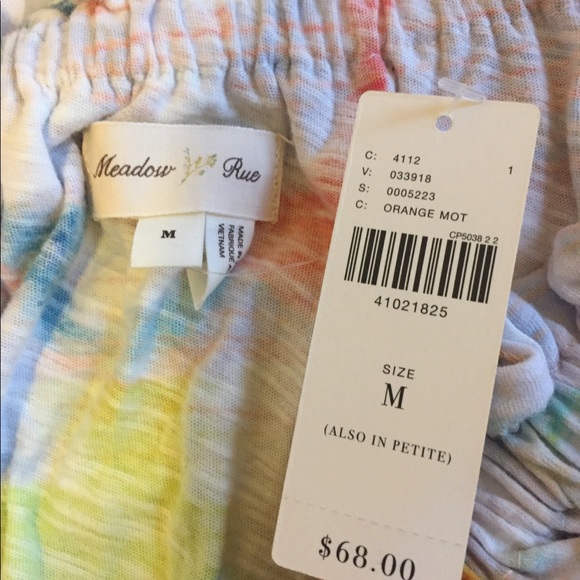 Meadow Rue
M
MADE IN
FABRIQUÉ A
VIETNAM
C: 4112 1
V: 033918
S: 0005223
C: ORANGE MOT
CP5038 2 2
41021825
SIZE
M
(ALSO IN PETITE)
$68.00